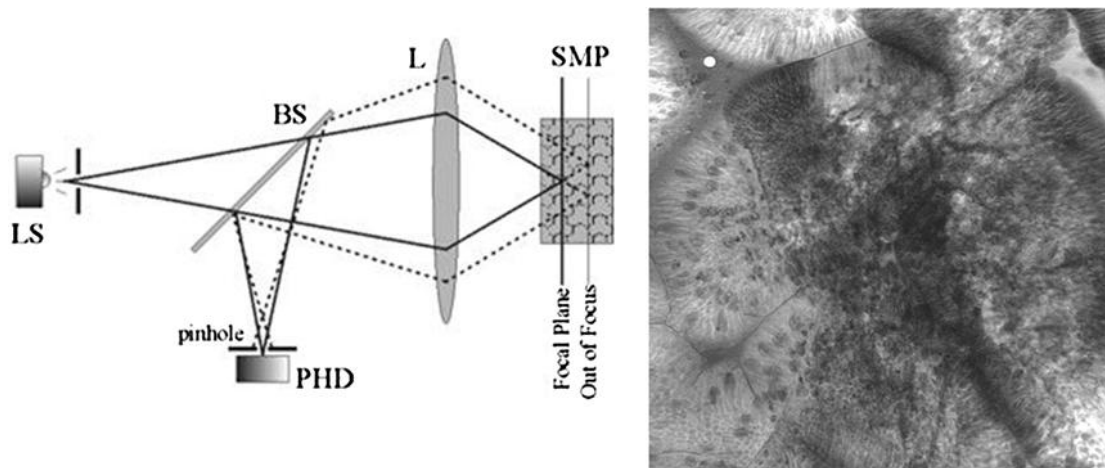 L
SMP
BS
LS
pinhole
PHD
Focal Plane
Out of Focus